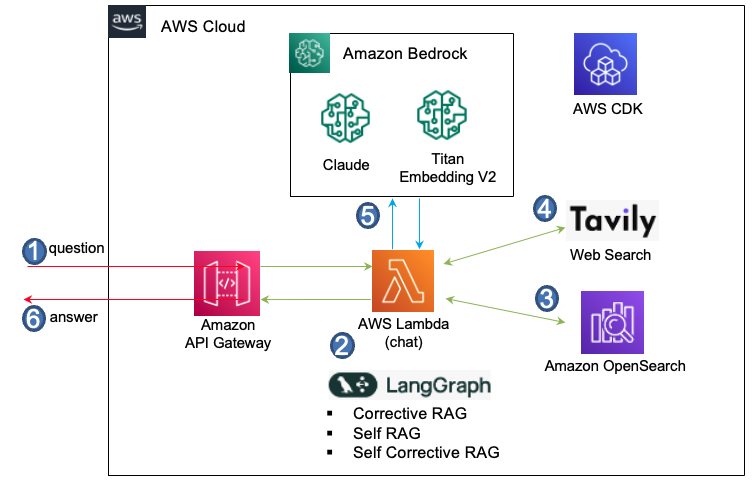 aws
AWS Cloud
Amazon Bedrock
Claude
Titan
Embedding V2
AWS CDK
5
4
Tavily
Web Search
1
question
3
6
answer
Amazon
API Gateway
AWS Lambda
(chat)
2
Amazon OpenSearch
LangGraph
▪ Corrective RAG
▪ Self RAG
▪ Self Corrective RAG